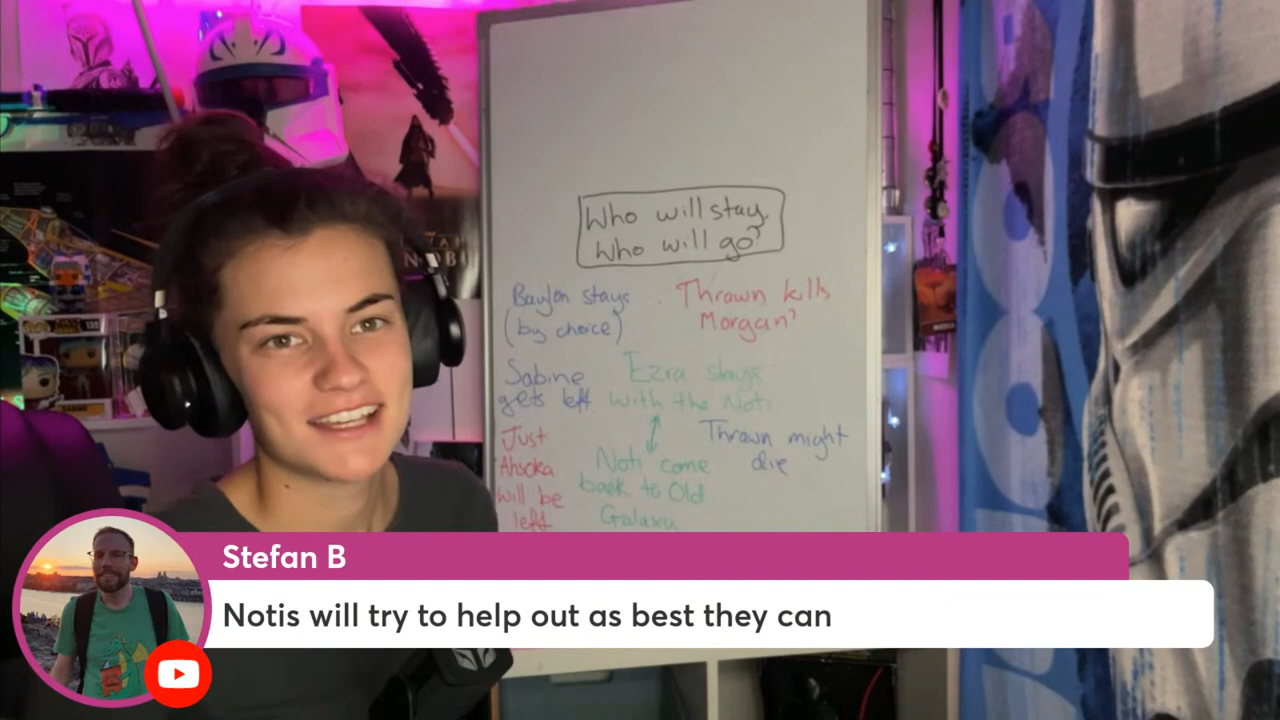 Who will stay.
Who will go?
Baylon stays
(by choice)
Thrawn kills
Morgan?
Sabine
gets left
Ezra stays
with the Noti
Just
Ahsoka
will be
left
Noti come
back to Old
Galaxy
Thrawn might
die
Stefan B
Notis will try to help out as best they can